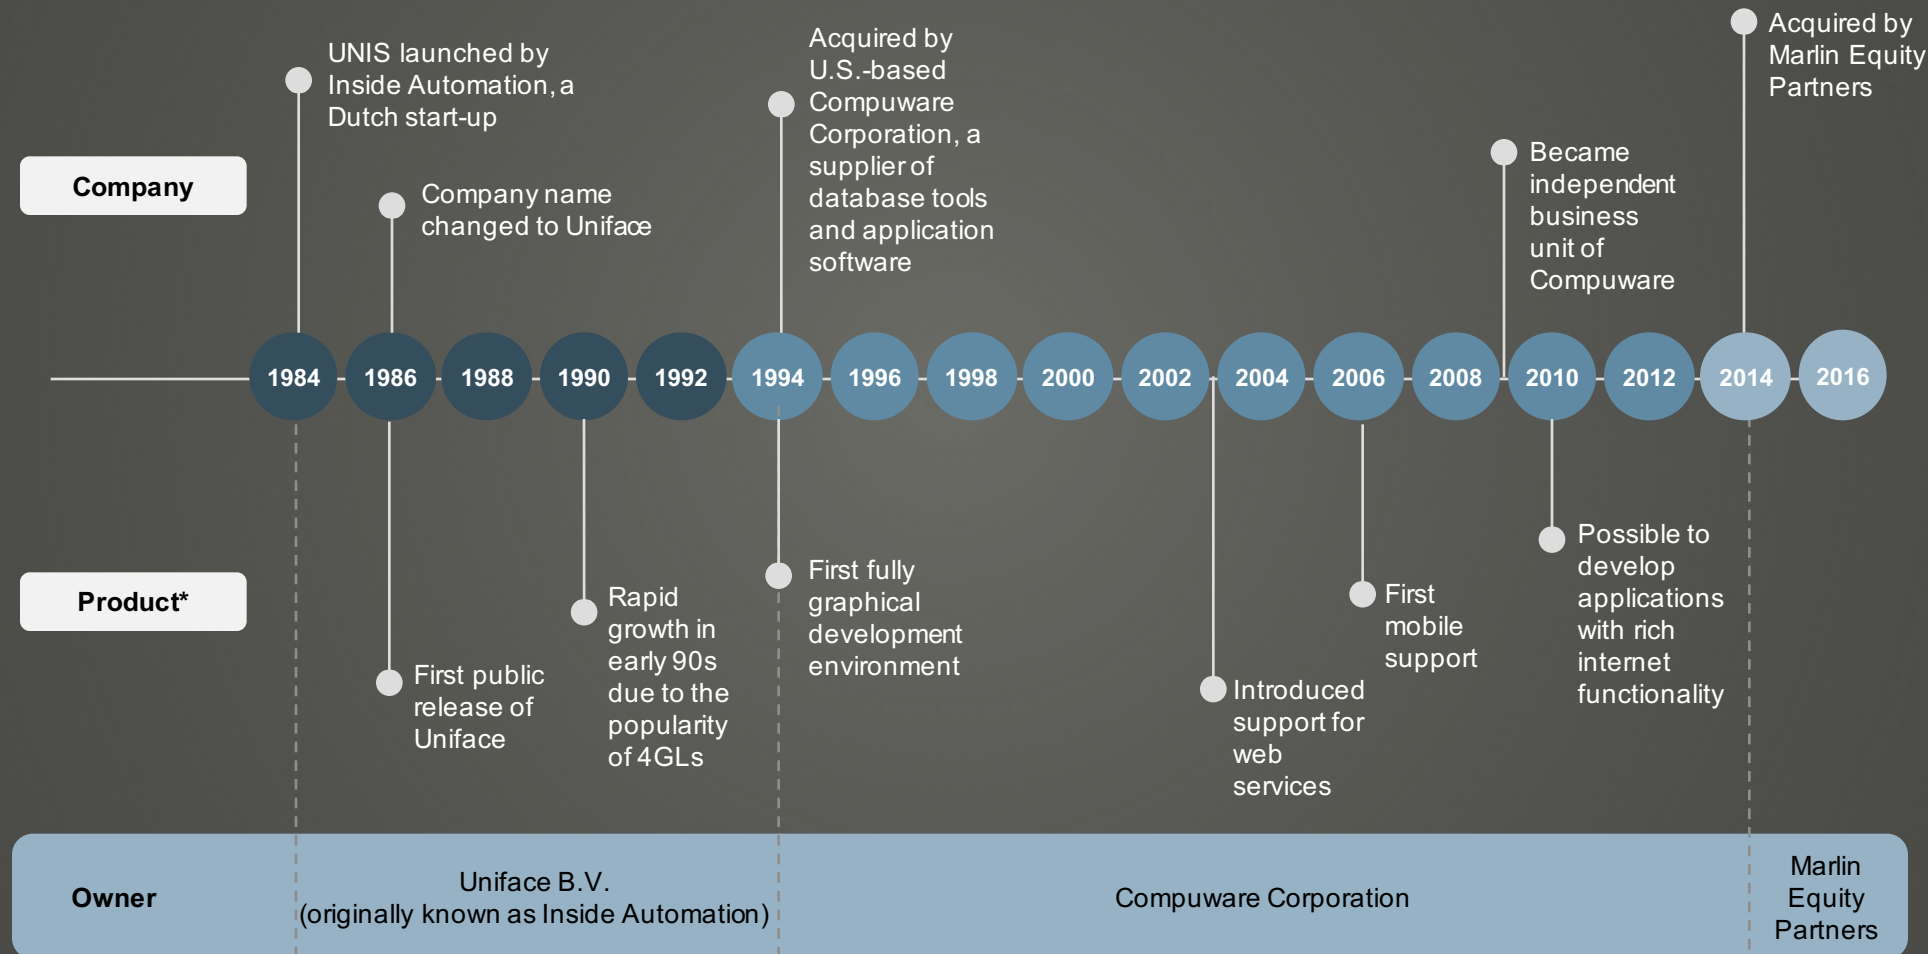 UNIS launched by
Inside Automation, a
Dutch start-up
Acquired by
U.S.-based
Compuware
Corporation, a
supplier of
database tools
and application
software
Acquired by
Marlin Equity
Partners
Became
independent
business
unit of
Compuware
Company
Company name
changed to Uniface
1984
1986
1988
1990
1992
1994
1996
1998
2000
2002
2004
2006
2008
2010
2012
2014
2016
Product*
First public
release of
Uniface
Rapid
growth in
early 90s
due to the
popularity
of 4GLs
First fully
graphical
development
environment
Introduced
support for
web
services
First
mobile
support
Possible to
develop
applications
with rich
internet
functionality
Owner
Uniface B.V.
(originally known as Inside Automation)
Compuware Corporation
Marlin
Equity
Partners